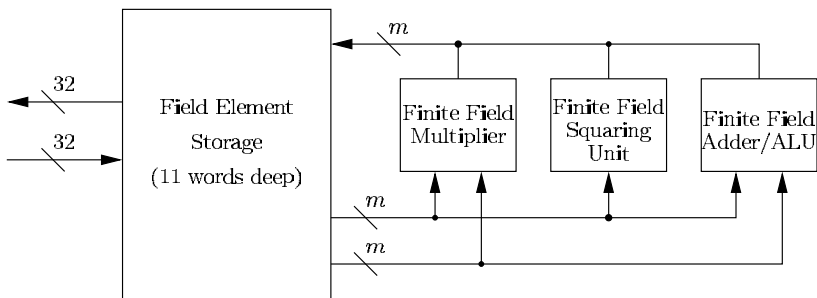 m
32
Field Element
Storage
(11 words deep)
32
Finite Field
Multiplier
Finite Field
Squaring
Unit
Finite Field
Adder/ALU
m
m